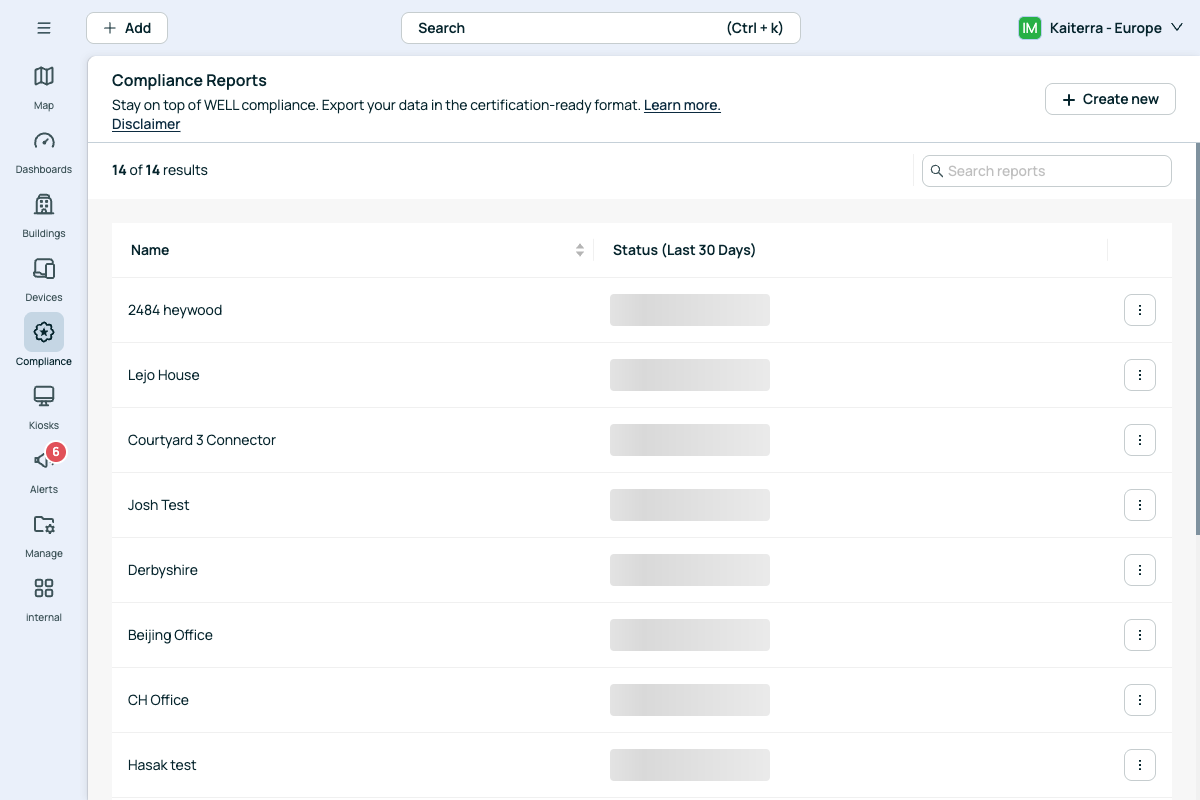 Add
Search (Ctrl + k)
IM Kaiterra - Europe
Map
Dashboards
Buildings
Devices
Compliance
Kiosks
6
Alerts
Manage
internal
Compliance Reports
Stay on top of WELL compliance. Export your data in the certification-ready format. Learn more.
Disclaimer
Create new
14 of 14 results
Search reports
Name Status (Last 30 Days)
2484 heywood
Lejo House
Courtyard 3 Connector
Josh Test
Derbyshire
Beijing Office
CH Office
Hasak test